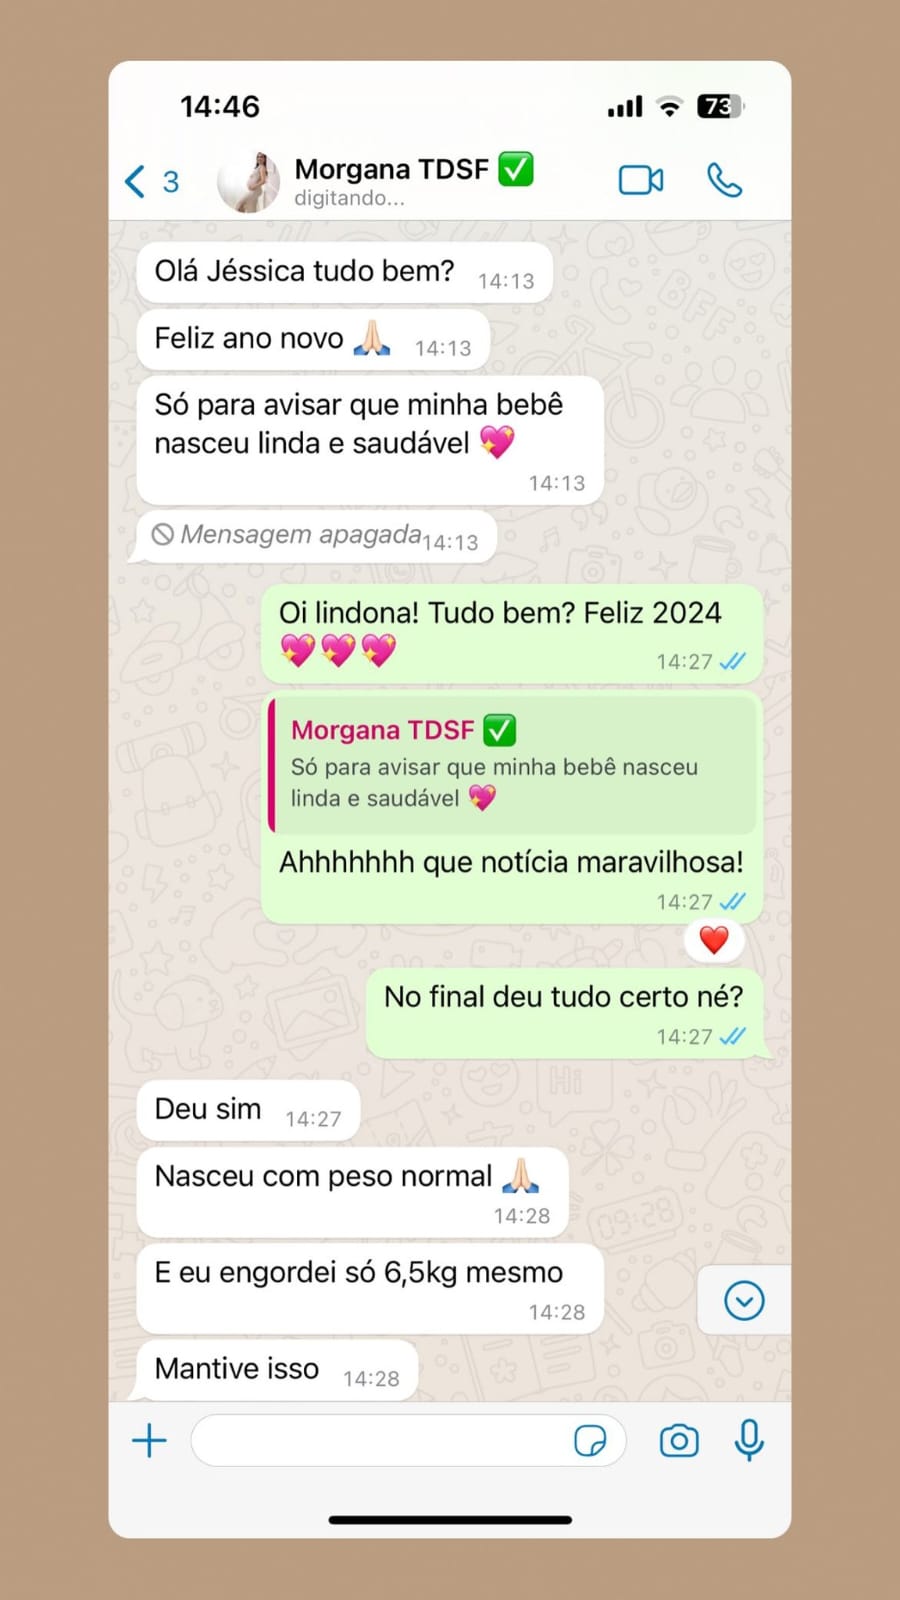 14:46
73
3
Morgana TDSF ✅
digitando...
Olá Jéssica tudo bem? 14:13
Feliz ano novo 🙏🏻 14:13
Só para avisar que minha bebê
nasceu linda e saudável 💖
14:13
Mensagem apagada 14:13
Oi lindona! Tudo bem? Feliz 2024
💖💖💖 14:27
Morgana TDSF ✅
Só para avisar que minha bebê nasceu
linda e saudável 💖
Ahhhhhhh que notícia maravilhosa!
14:27
❤️
No final deu tudo certo né?
14:27
Deu sim 14:27
Nasceu com peso normal 🙏🏻
14:28
E eu engordei só 6,5kg mesmo
14:28
Mantive isso 14:28